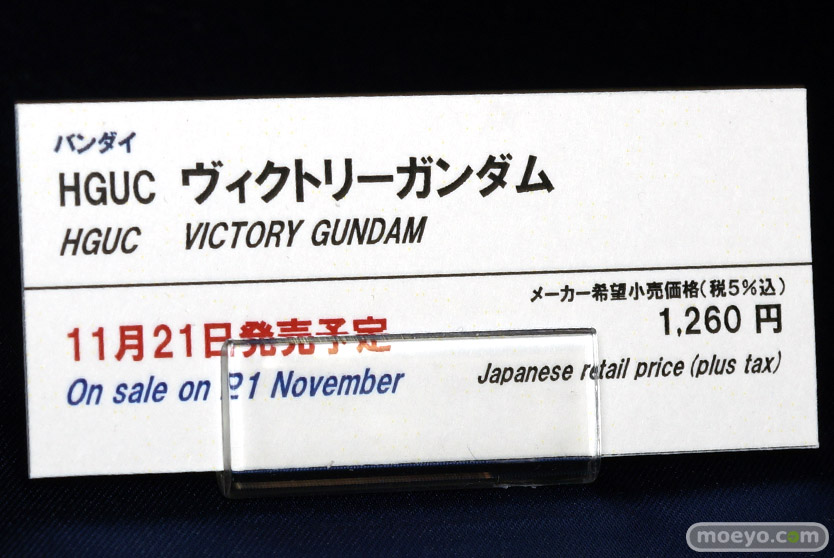 バンダイ
HGUC ヴィクトリーガンダム
HGUC VICTORY GUNDAM
メーカー希望小売価格(税5%込)
11月21日発売予定
1,260 円
On sale on 21 November
Japanese retail price (plus tax)
moeyo.com